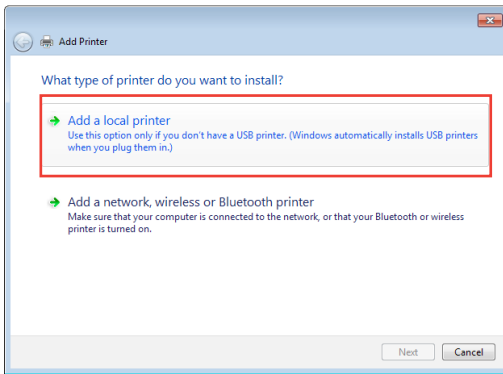 Add Printer
What type of printer do you want to install?
Add a local printer
Use this option only if you don't have a USB printer. (Windows automatically installs USB printers
when you plug them in.)
Add a network, wireless or Bluetooth printer
Make sure that your computer is connected to the network, or that your Bluetooth or wireless
printer is turned on.
Next Cancel